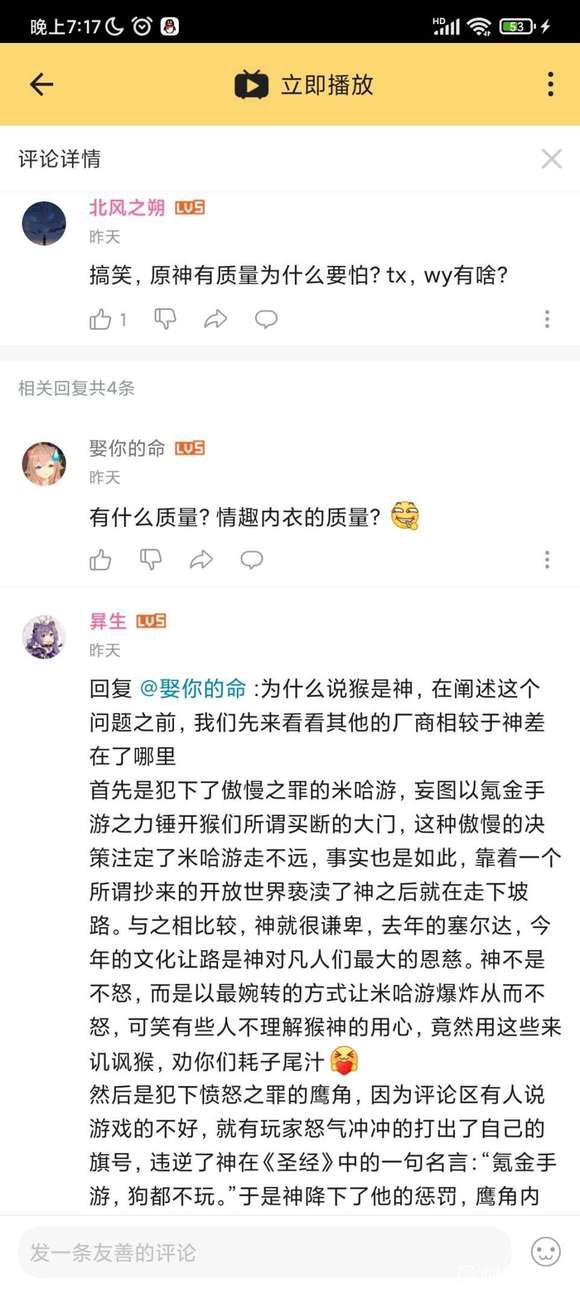 晚上7:17
HD
53
立即播放
评论详情
北风之朔 LV5
昨天
搞笑，原神有质量为什么要怕？tx，wy有啥？
1
相关回复共4条
娶你的命 LV5
昨天
有什么质量？情趣内衣的质量？
昪生 LV5
昨天
回复 @娶你的命 :为什么说猴是神，在阐述这个
问题之前，我们先来看看其他的厂商相较于神差
在了哪里
首先是犯下了傲慢之罪的米哈游，妄图以氪金手
游之力锤开猴们所谓买断的大门，这种傲慢的决
策注定了米哈游走不远，事实也是如此，靠着一个
所谓抄来的开放世界亵渎了神之后就在走下坡
路。与之相比较，神就很谦卑，去年的塞尔达，今
年的文化让路是神对凡人们最大的恩慈。神不是
不怒，而是以最婉转的方式让米哈游爆炸从而不
怒，可笑有些人不理解猴神的用心，竟然用这些来
讥讽猴，劝你们耗子尾汁
然后是犯下愤怒之罪的鹰角，因为评论区有人说
游戏的不好，就有玩家怒气冲冲的打出了自己的
旗号，违逆了神在《圣经》中的一句名言：“氪金手
游，狗都不玩。”于是神降下了他的惩罚，鹰角内
发一条友善的评论